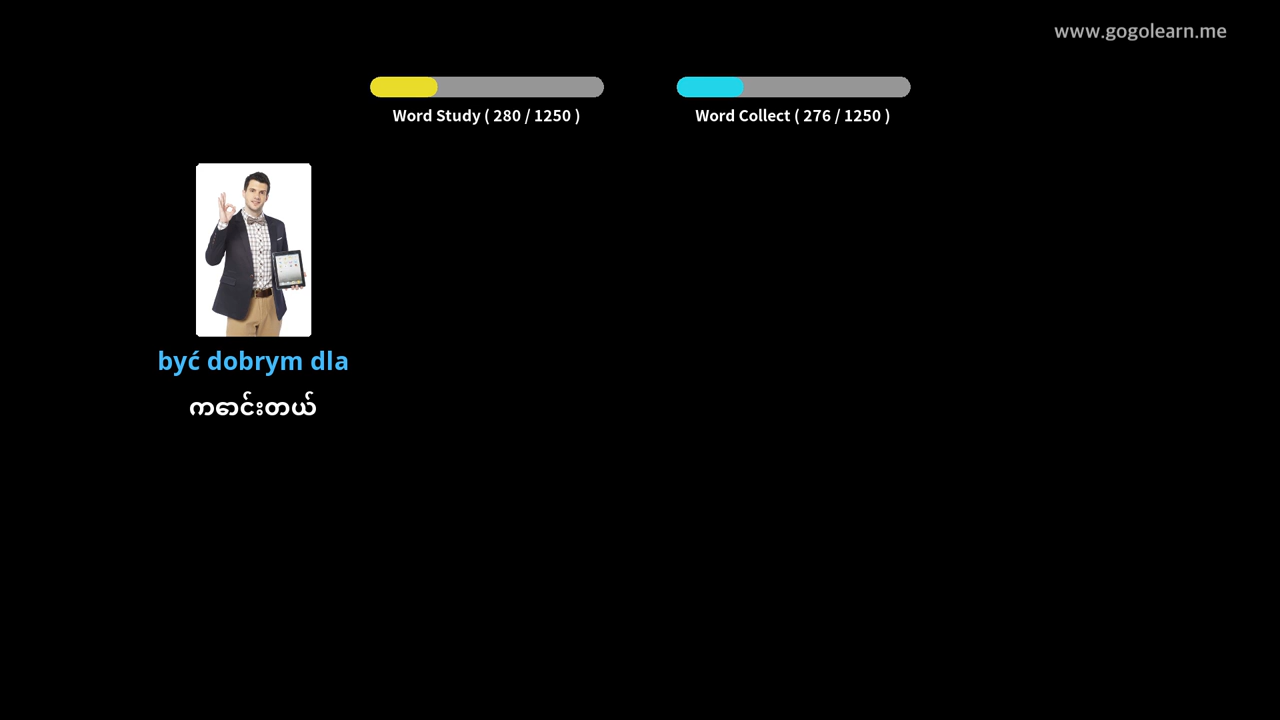 www.gogolearn.me
Word Study ( 280 / 1250 )
Word Collect ( 276 / 1250 )
być dobrym dla
ကောင်းတယ်